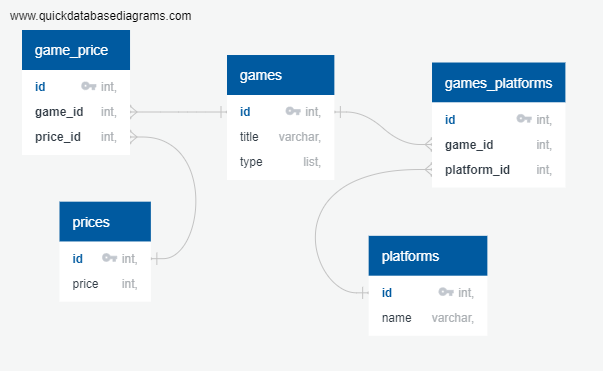 www.quickdatabasediagrams.com
game_price
id int,
game_id int,
price_id int,
games
id int,
title varchar,
type list,
games_platforms
id int,
game_id int,
platform_id int,
prices
id int,
price int,
platforms
id int,
name varchar,